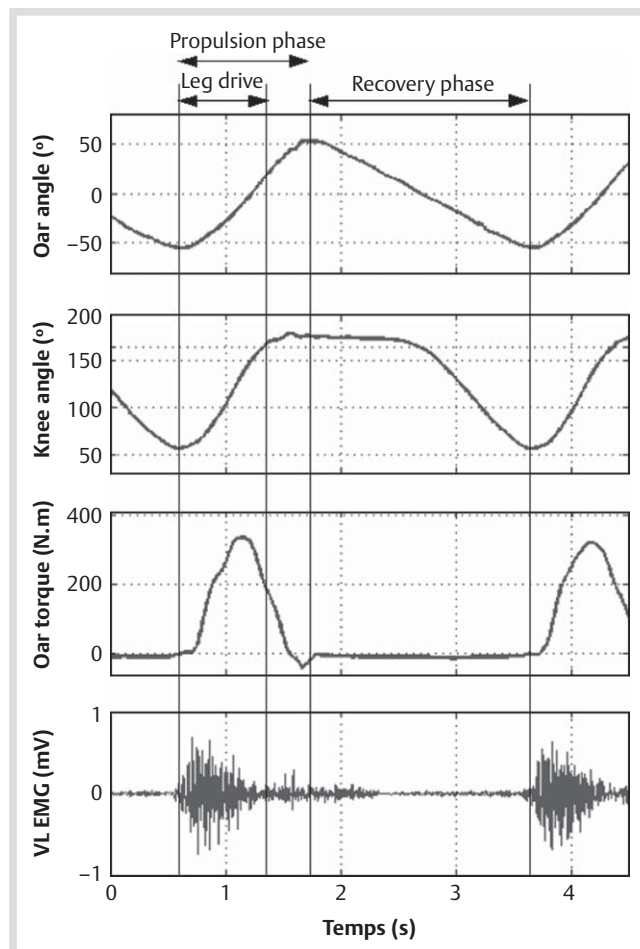 Propulsion phase
Leg drive
Recovery phase
Oar angle (º)
50
0
−50
Knee angle (º)
200
150
100
50
Oar torque (N.m)
400
200
0
VL EMG (mV)
1
0
−1
0 1 2 3 4
Temps (s)